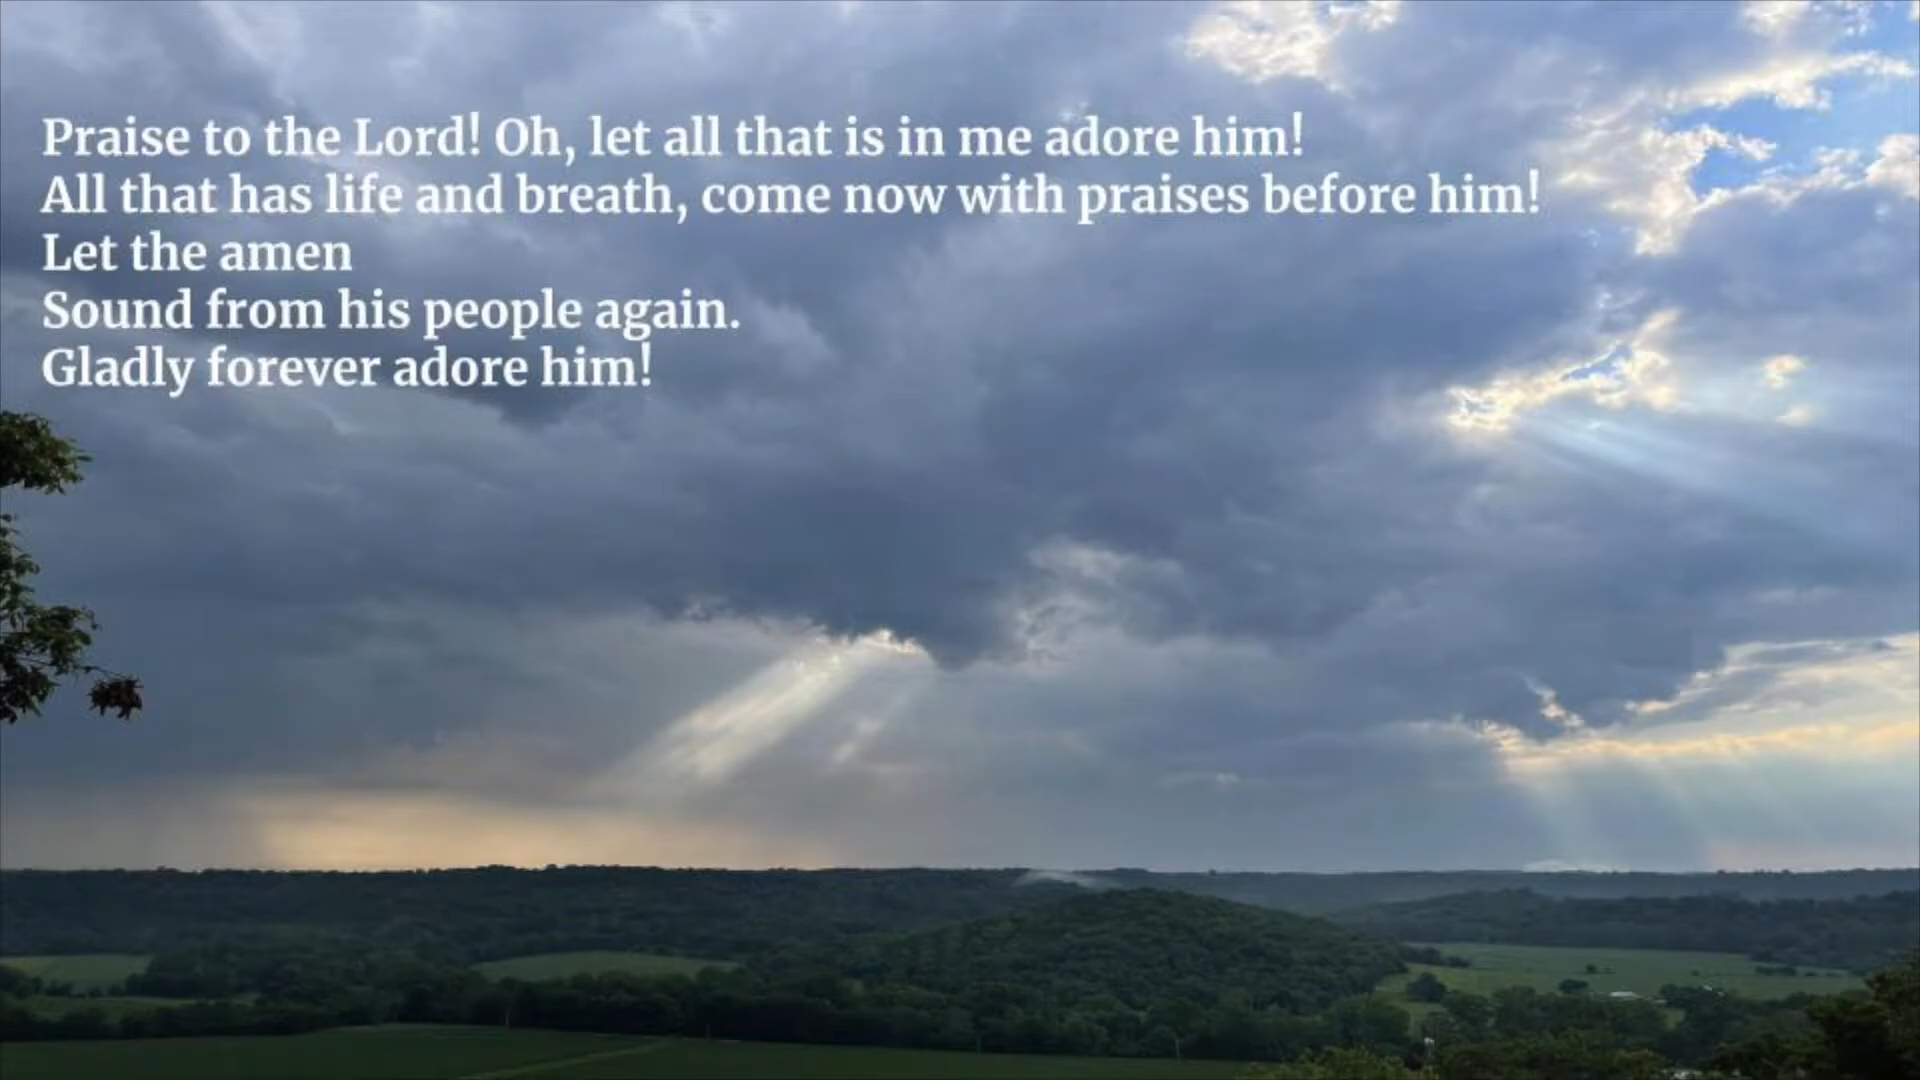 Praise to the Lord! Oh, let all that is in me adore him!
All that has life and breath, come now with praises before him!
Let the amen
Sound from his people again.
Gladly forever adore him!